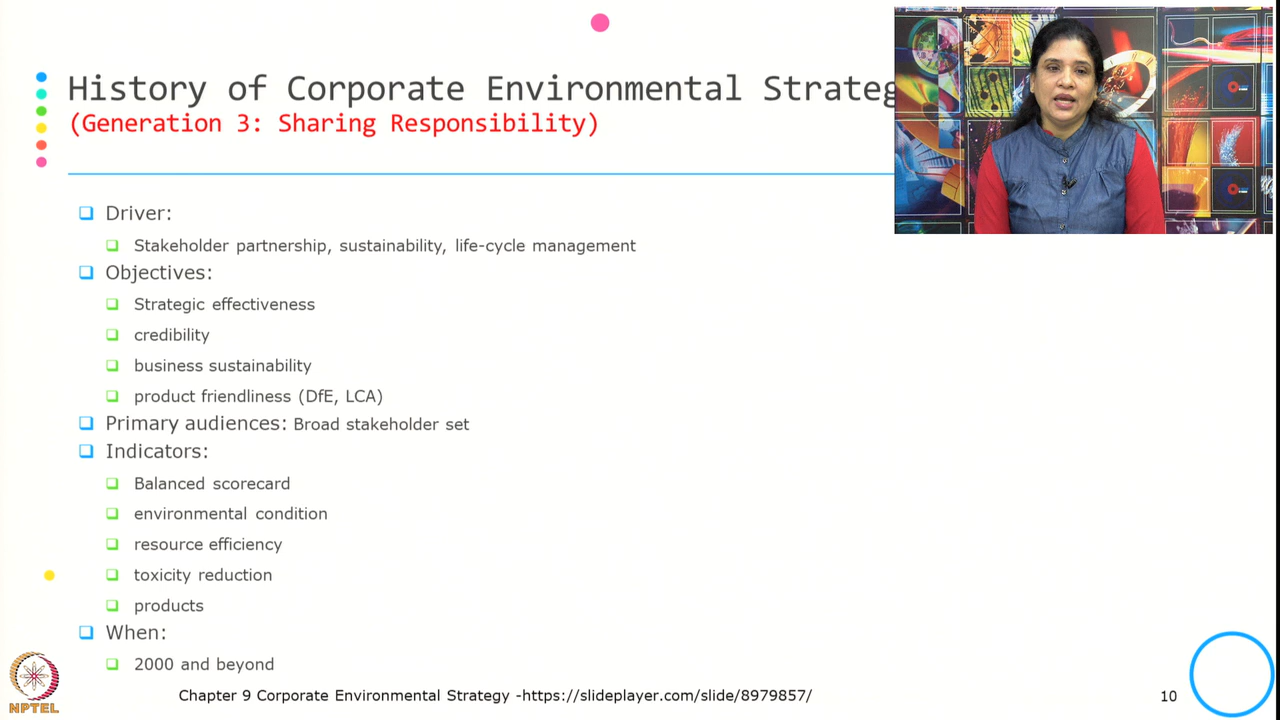 History of Corporate Environmental Strateg
(Generation 3: Sharing Responsibility)
Driver:
Stakeholder partnership, sustainability, life-cycle management
Objectives:
Strategic effectiveness
credibility
business sustainability
product friendliness (DfE, LCA)
Primary audiences: Broad stakeholder set
Indicators:
Balanced scorecard
environmental condition
resource efficiency
toxicity reduction
products
When:
2000 and beyond
NPTEL
Chapter 9 Corporate Environmental Strategy -https://slideplayer.com/slide/8979857/
10